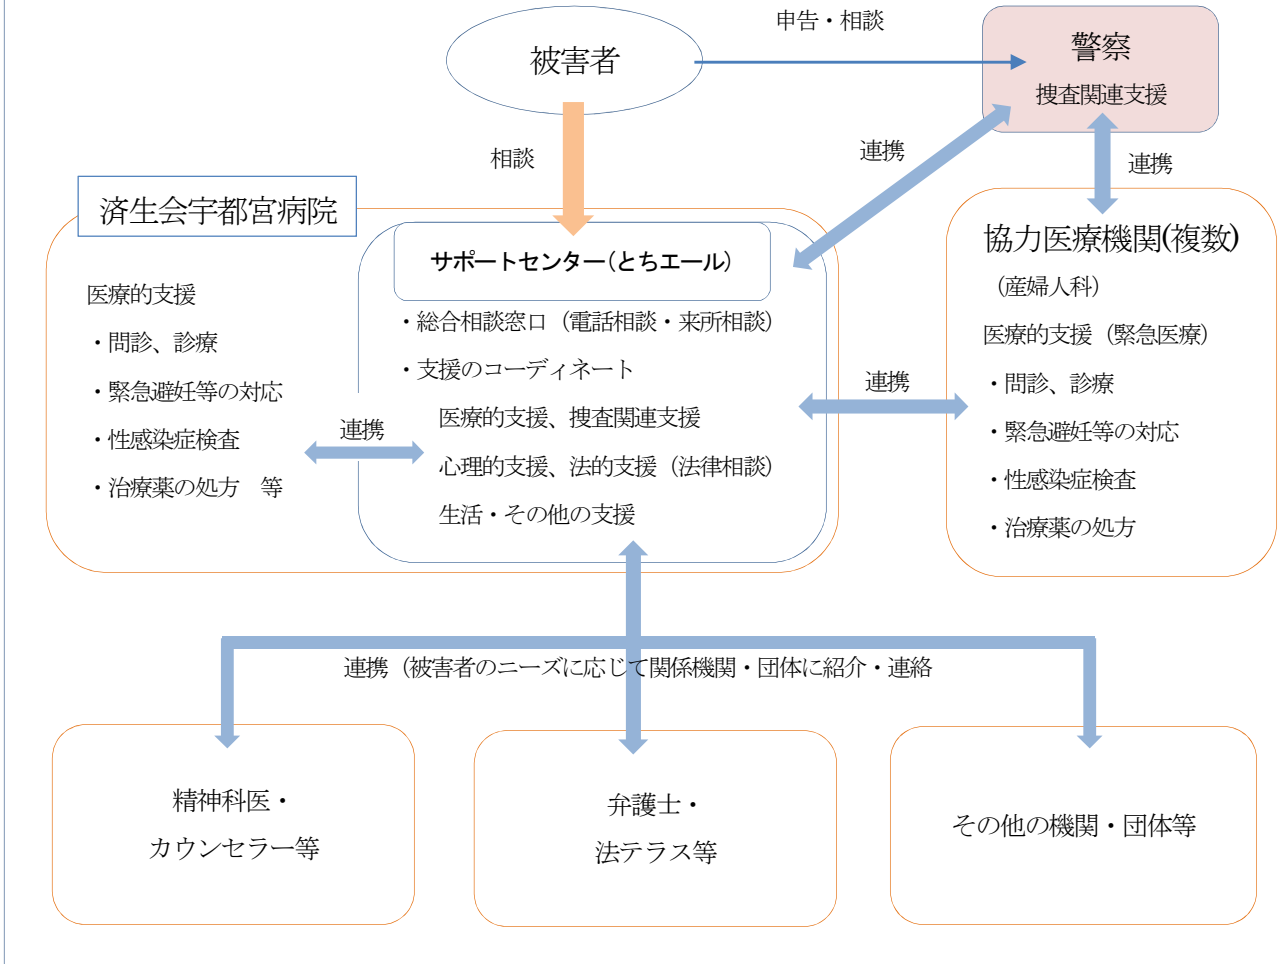 申告・相談
被害者
警察
捜査関連支援
相談
連携
連携
済生会宇都宮病院
医療的支援
・問診、診療
・緊急避妊等の対応
・性感染症検査
・治療薬の処方　等
連携
サポートセンター（とちエール）
・総合相談窓口（電話相談・来所相談）
・支援のコーディネート
医療的支援、捜査関連支援
心理的支援、法的支援（法律相談）
生活・その他の支援
連携
協力医療機関(複数)
（産婦人科）
医療的支援（緊急医療）
・問診、診療
・緊急避妊等の対応
・性感染症検査
・治療薬の処方
連携（被害者のニーズに応じて関係機関・団体に紹介・連絡
精神科医・
カウンセラー等
弁護士・
法テラス等
その他の機関・団体等